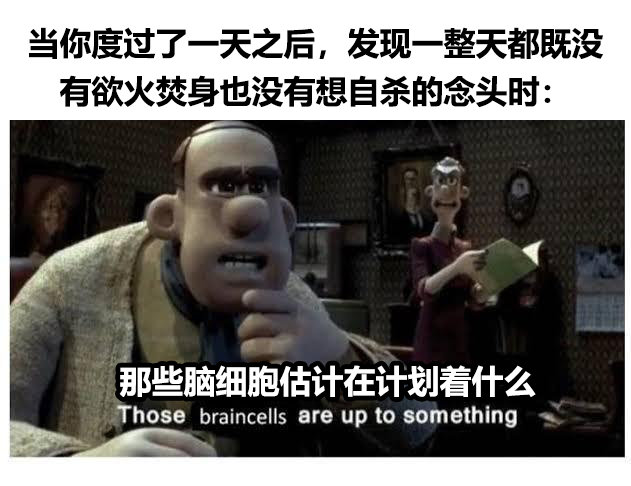 当你度过了一天之后，发现一整天都既没
有欲火焚身也没有想自杀的念头时：
那些脑细胞估计在计划着什么
Those braincells are up to something